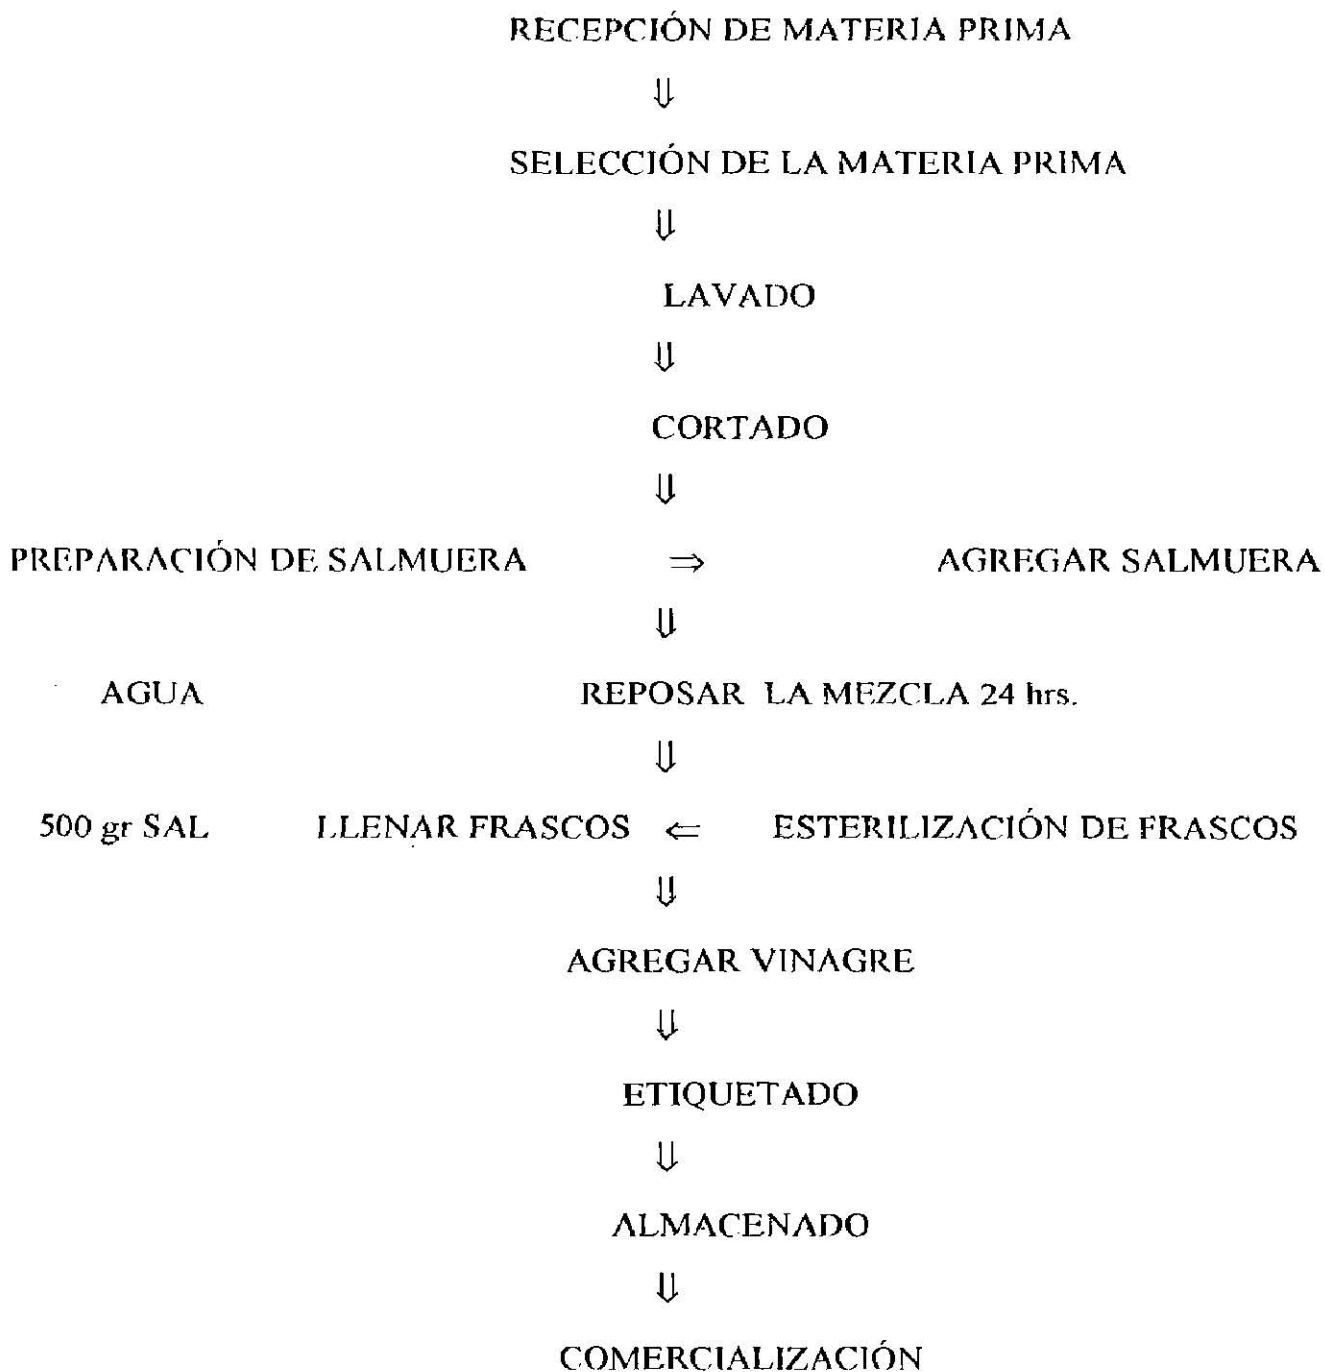 RECEPCIÓN DE MATERIA PRIMA
⇓
SELECCIÓN DE LA MATERIA PRIMA
⇓
LAVADO
⇓
CORTADO
⇓
PREPARACIÓN DE SALMUERA ⇒ AGREGAR SALMUERA
⇓
AGUA REPOSAR LA MEZCLA 24 hrs.
⇓
500 gr SAL LLENAR FRASCOS ⇐ ESTERILIZACIÓN DE FRASCOS
⇓
AGREGAR VINAGRE
⇓
ETIQUETADO
⇓
ALMACENADO
⇓
COMERCIALIZACIÓN